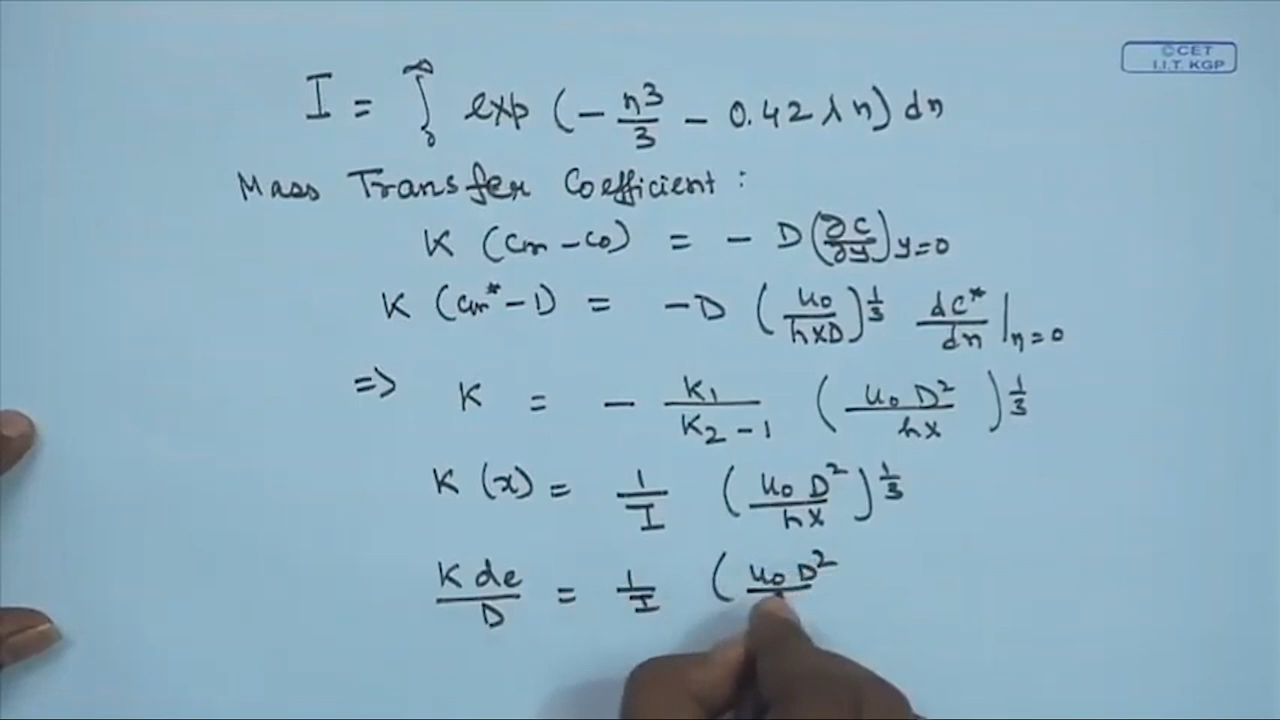 ©CET
I.I.T. KGP
I = ∫₀^∞ exp (- η³/3 - 0.42 λ η) dη
Mass Transfer Coefficient :
K (Cm - C0) = - D (∂C/∂y)y=0
K (Cm* - 1) = - D (u0/hxD)^1/3 dC*/dη |η=0
=> K = - K1/(K2 - 1) (u0 D²/hx)^1/3
K (x) = 1/I (u0 D²/hx)^1/3
K de/D = 1/I (u0 D²